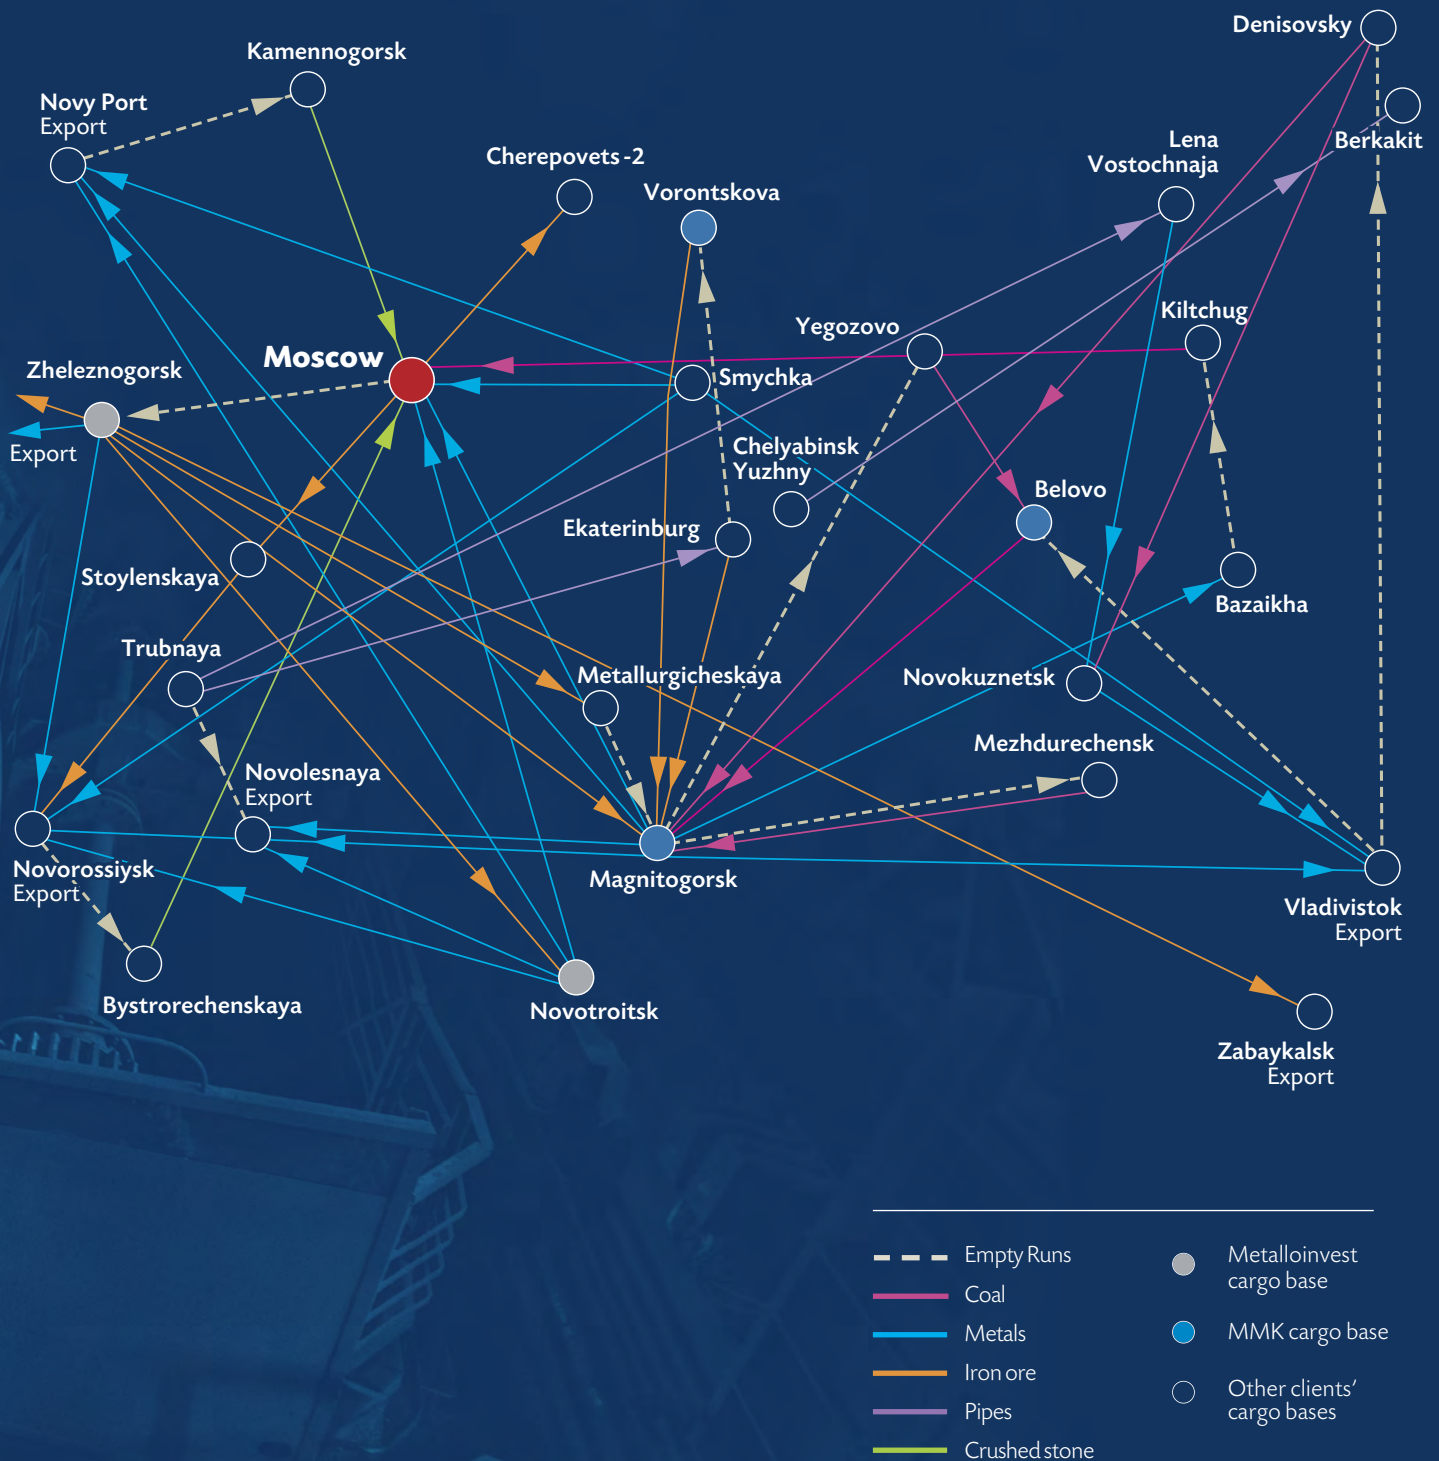 Denisovsky
Kamennogorsk
Novy Port
Export
Berkakit
Lena
Vostochnaja
Cherepovets-2
Vorontskova
Kiltchug
Yegozovo
Moscow
Zheleznogorsk
Smychka
Export
Chelyabinsk
Yuzhny
Belovo
Ekaterinburg
Stoylenskaya
Bazaikha
Trubnaya
Metallurgicheskaya
Novokuznetsk
Mezhdurechensk
Novolesnaya
Export
Novorossiysk
Export
Magnitogorsk
Vladivistok
Export
Bystrorechenskaya
Novotroitsk
Zabaykalsk
Export
Empty Runs
Coal
Metals
Iron ore
Pipes
Crushed stone
Metalloinvest
cargo base
MMK cargo base
Other clients'
cargo bases